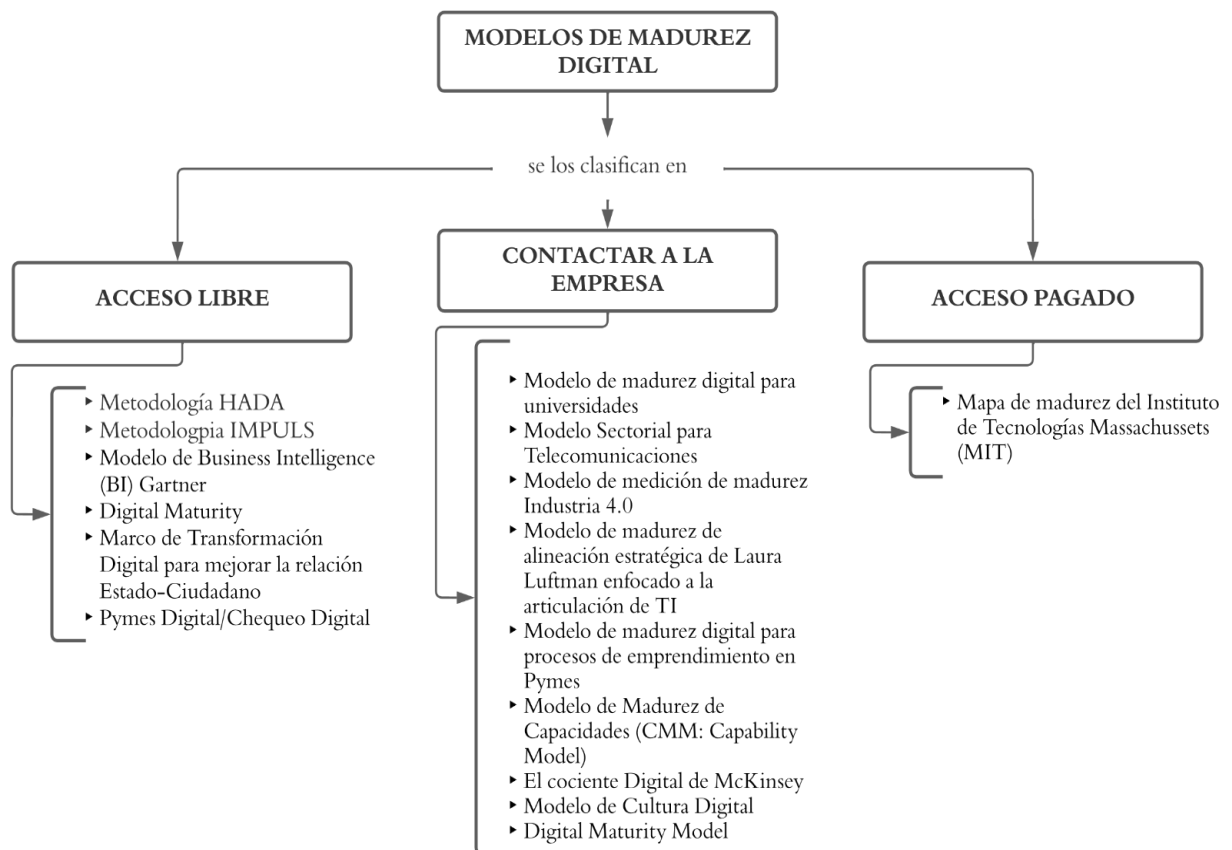 MODELOS DE MADUREZ
DIGITAL
se los clasifican en
ACCESO LIBRE
‣ Metodología HADA
‣ Metodologpia IMPULS
‣ Modelo de Business Intelligence
(BI) Gartner
‣ Digital Maturity
‣ Marco de Transformación
Digital para mejorar la relación
Estado-Ciudadano
‣ Pymes Digital/Chequeo Digital
CONTACTAR A LA
EMPRESA
‣ Modelo de madurez digital para
universidades
‣ Modelo Sectorial para
Telecomunicaciones
‣ Modelo de medición de madurez
Industria 4.0
‣ Modelo de madurez de
alineación estratégica de Laura
Luftman enfocado a la
articulación de TI
‣ Modelo de madurez digital para
procesos de emprendimiento en
Pymes
‣ Modelo de Madurez de
Capacidades (CMM: Capability
Model)
‣ El cociente Digital de McKinsey
‣ Modelo de Cultura Digital
‣ Digital Maturity Model
ACCESO PAGADO
‣ Mapa de madurez del Instituto
de Tecnologías Massachussets
(MIT)